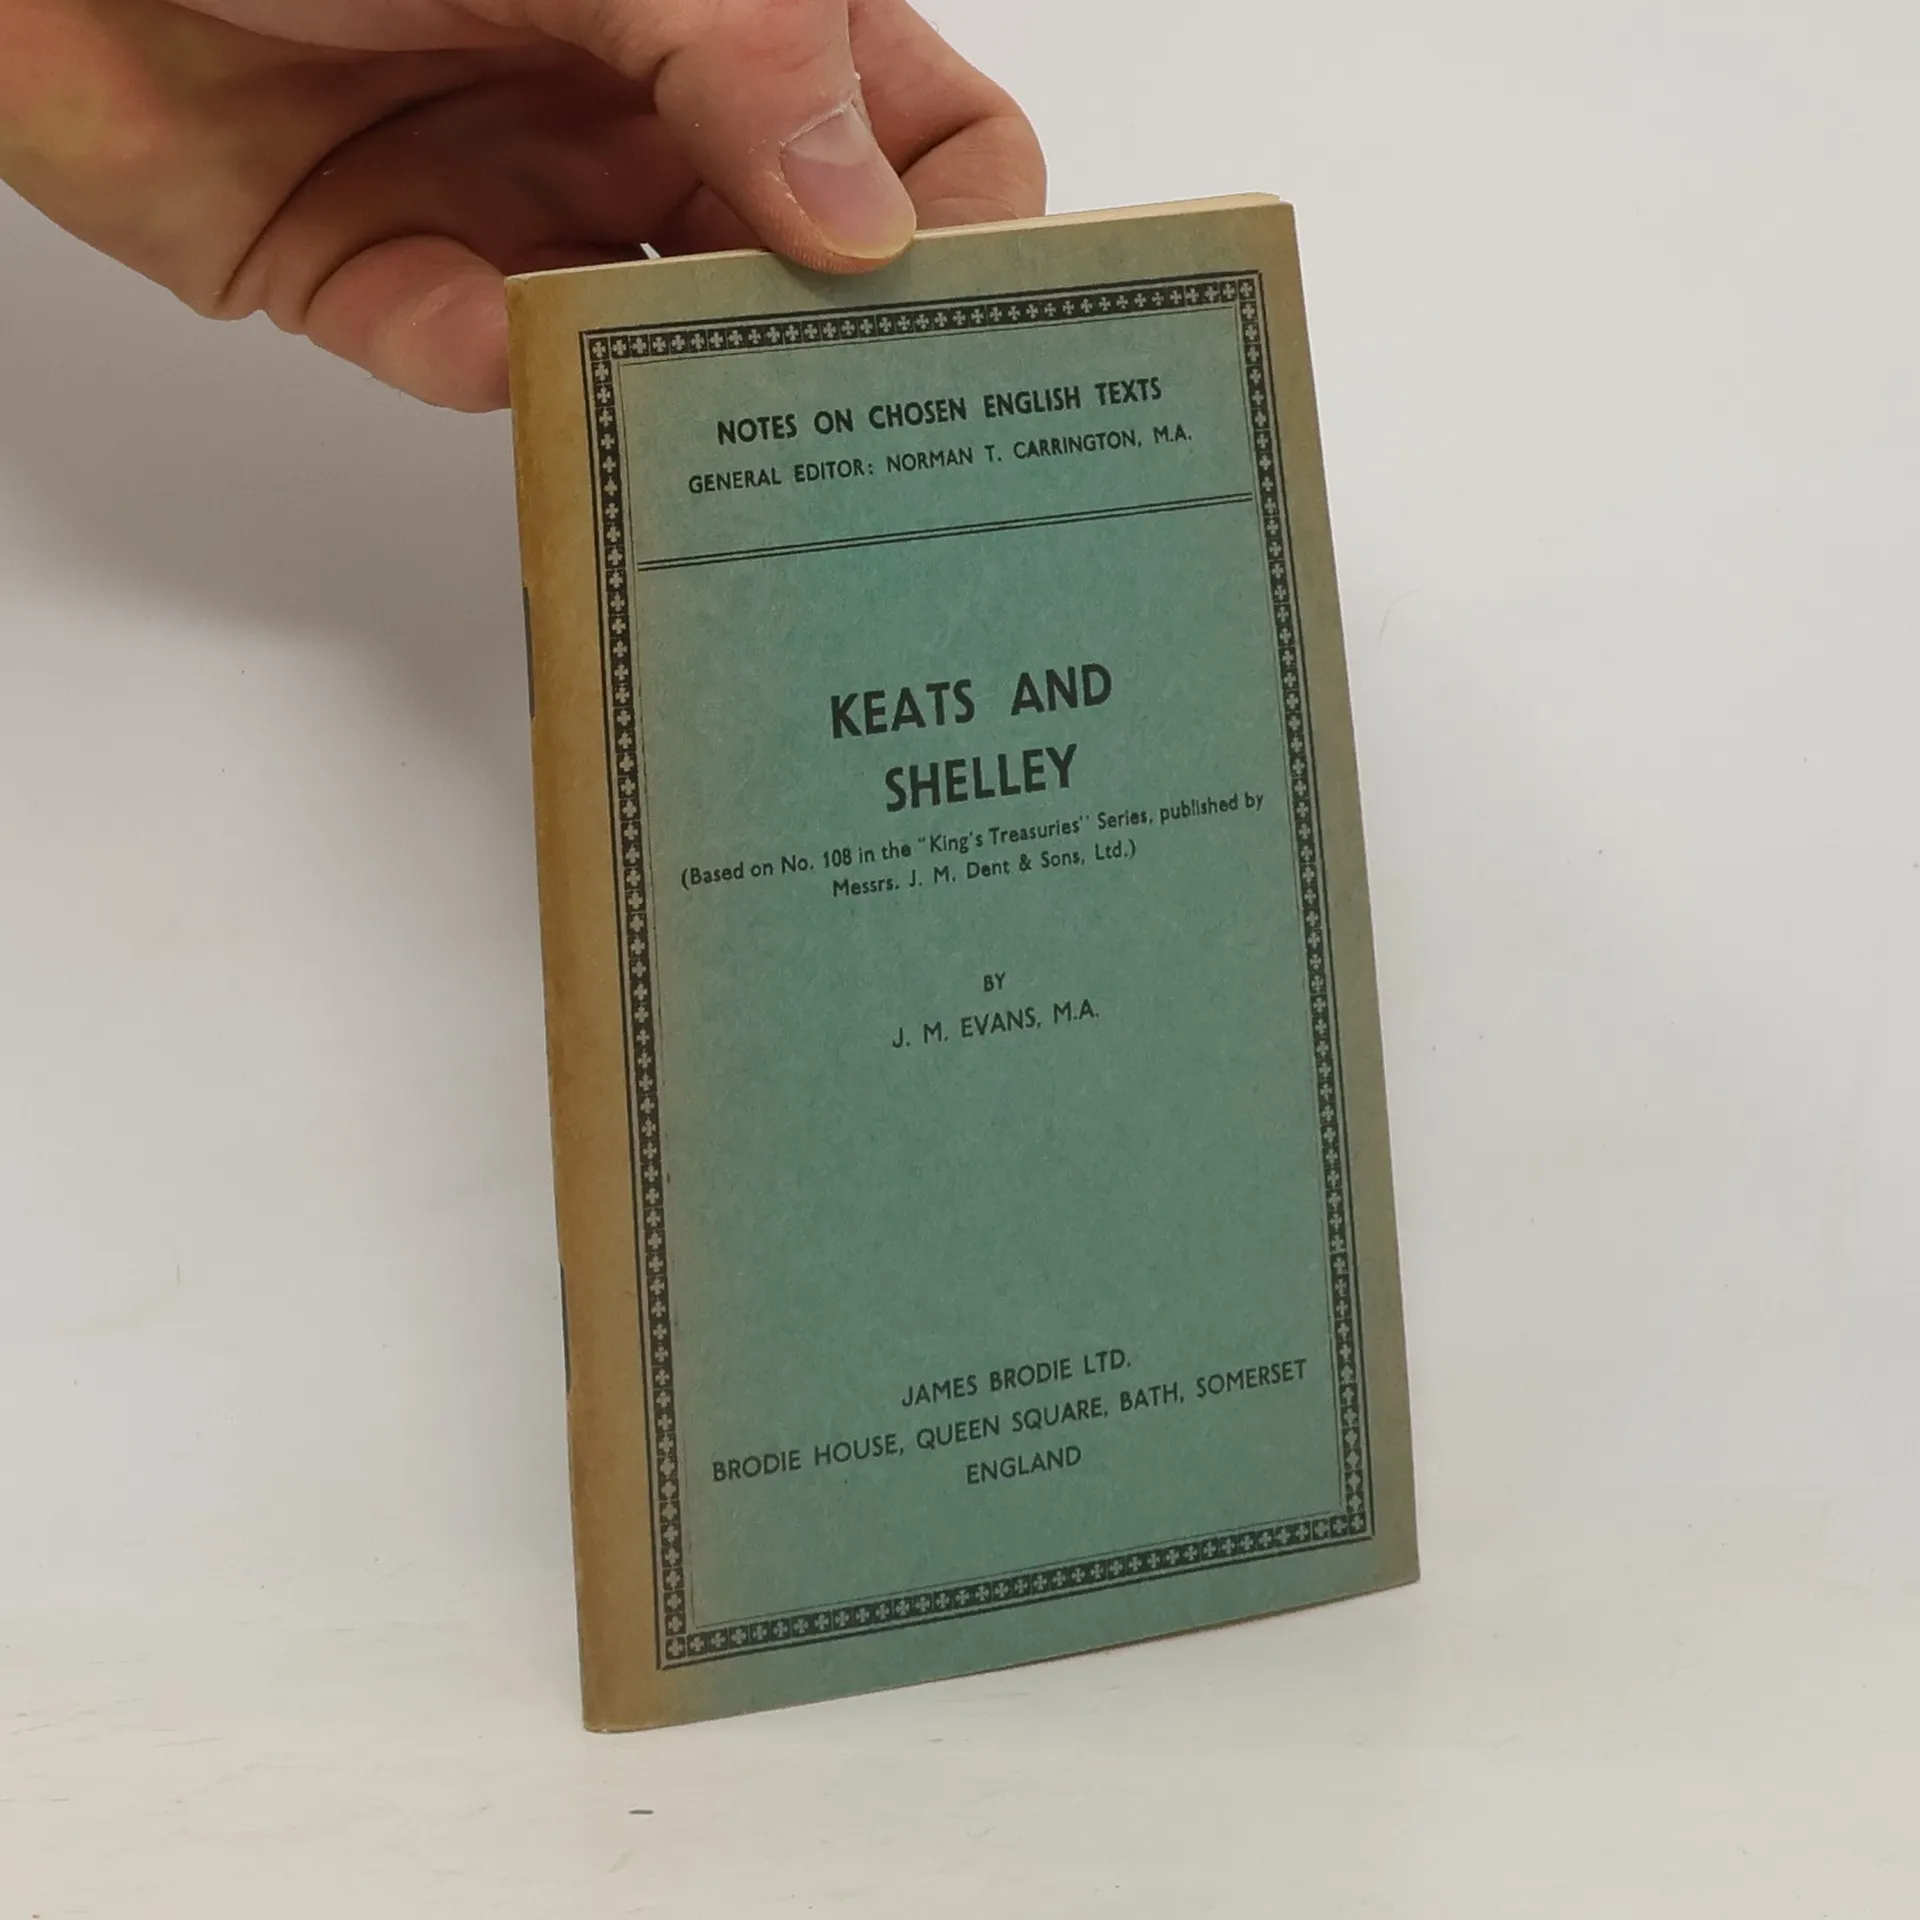 NOTES ON CHOSEN ENGLISH TEXTS
GENERAL EDITOR: NORMAN T. CARRINGTON, M.A.
KEATS AND
SHELLEY
(Based on No. 108 in the "King's Treasuries" Series, published by
Messrs. J. M. Dent & Sons, Ltd.)
BY
J. M. EVANS, M.A.
JAMES BRODIE LTD.
BRODIE HOUSE, QUEEN SQUARE, BATH, SOMERSET
ENGLAND